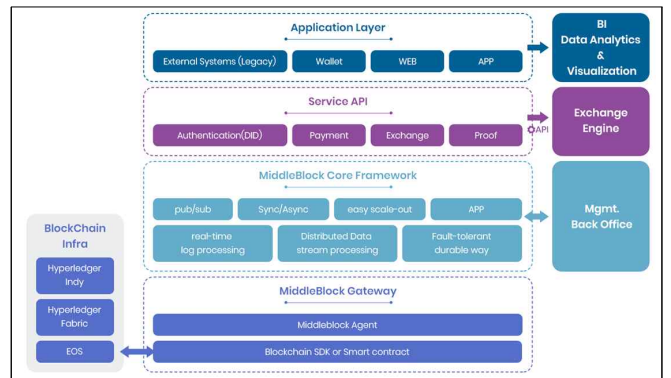 Application Layer
External Systems (Legacy)
Wallet
WEB
APP
BI
Data Analytics
&
Visualization
Service API
Authentication(DID)
Payment
Exchange
Proof
API
Exchange
Engine
MiddleBlock Core Framework
pub/sub
Sync/Async
easy scale-out
APP
real-time
log processing
Distributed Data
stream processing
Fault-tolerant
durable way
Mgmt.
Back Office
BlockChain
Infra
Hyperledger
Indy
Hyperledger
Fabric
EOS
MiddleBlock Gateway
Middleblock Agent
Blockchain SDK or Smart contract